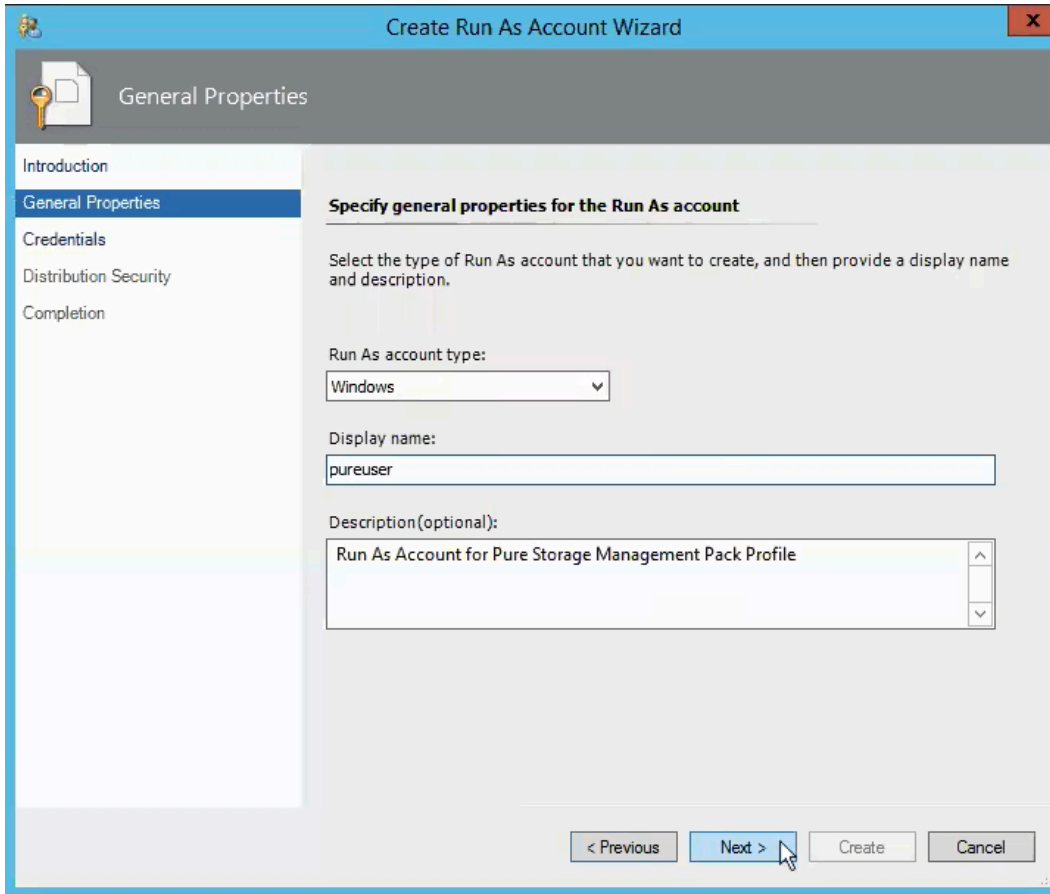 Create Run As Account Wizard
x
General Properties
Introduction
General Properties
Credentials
Distribution Security
Completion
Specify general properties for the Run As account
Select the type of Run As account that you want to create, and then provide a display name
and description.
Run As account type:
Windows
Display name:
pureuser
Description(optional):
Run As Account for Pure Storage Management Pack Profile
< Previous
Next >
Create
Cancel